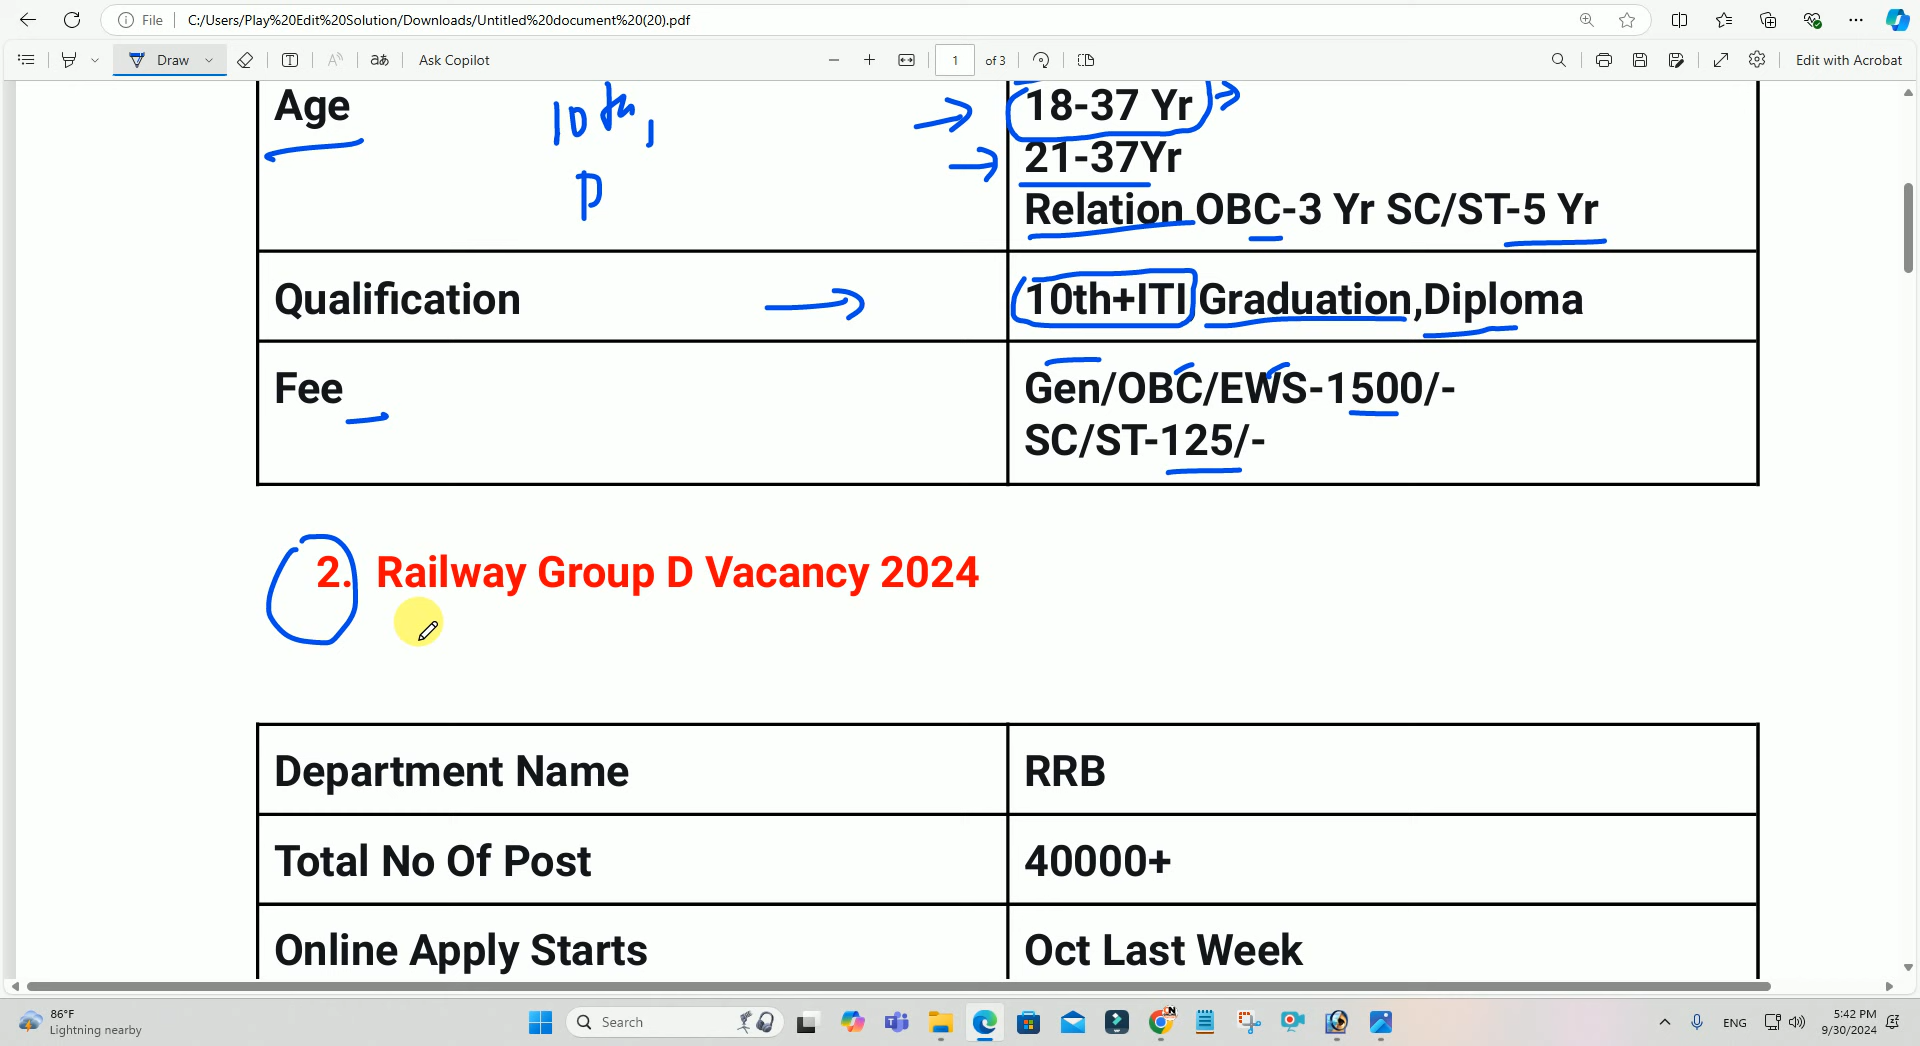 File
C:/Users/Play%20Edit%20Solution/Downloads/Untitled%20document%20(20).pdf
Draw
Ask Copilot
1
of 3
Edit with Acrobat
Age
10th,
D
18-37 Yr
21-37Yr
Relation OBC-3 Yr SC/ST-5 Yr
Qualification
10th+ITI,Graduation,Diploma
Fee
Gen/OBC/EWS-1500/-
SC/ST-125/-
2. Railway Group D Vacancy 2024
Department Name
RRB
Total No Of Post
40000+
Online Apply Starts
Oct Last Week
86°F
Lightning nearby
Search
ENG
5:42 PM
9/30/2024